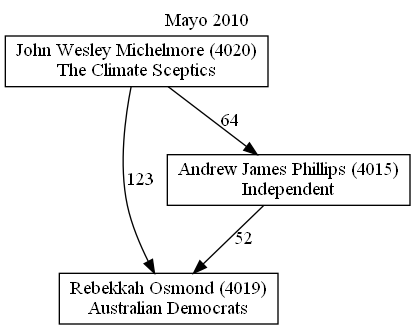 Mayo 2010
John Wesley Michelmore (4020)
The Climate Sceptics
64
Andrew James Phillips (4015)
Independent
123
52
Rebekkah Osmond (4019)
Australian Democrats